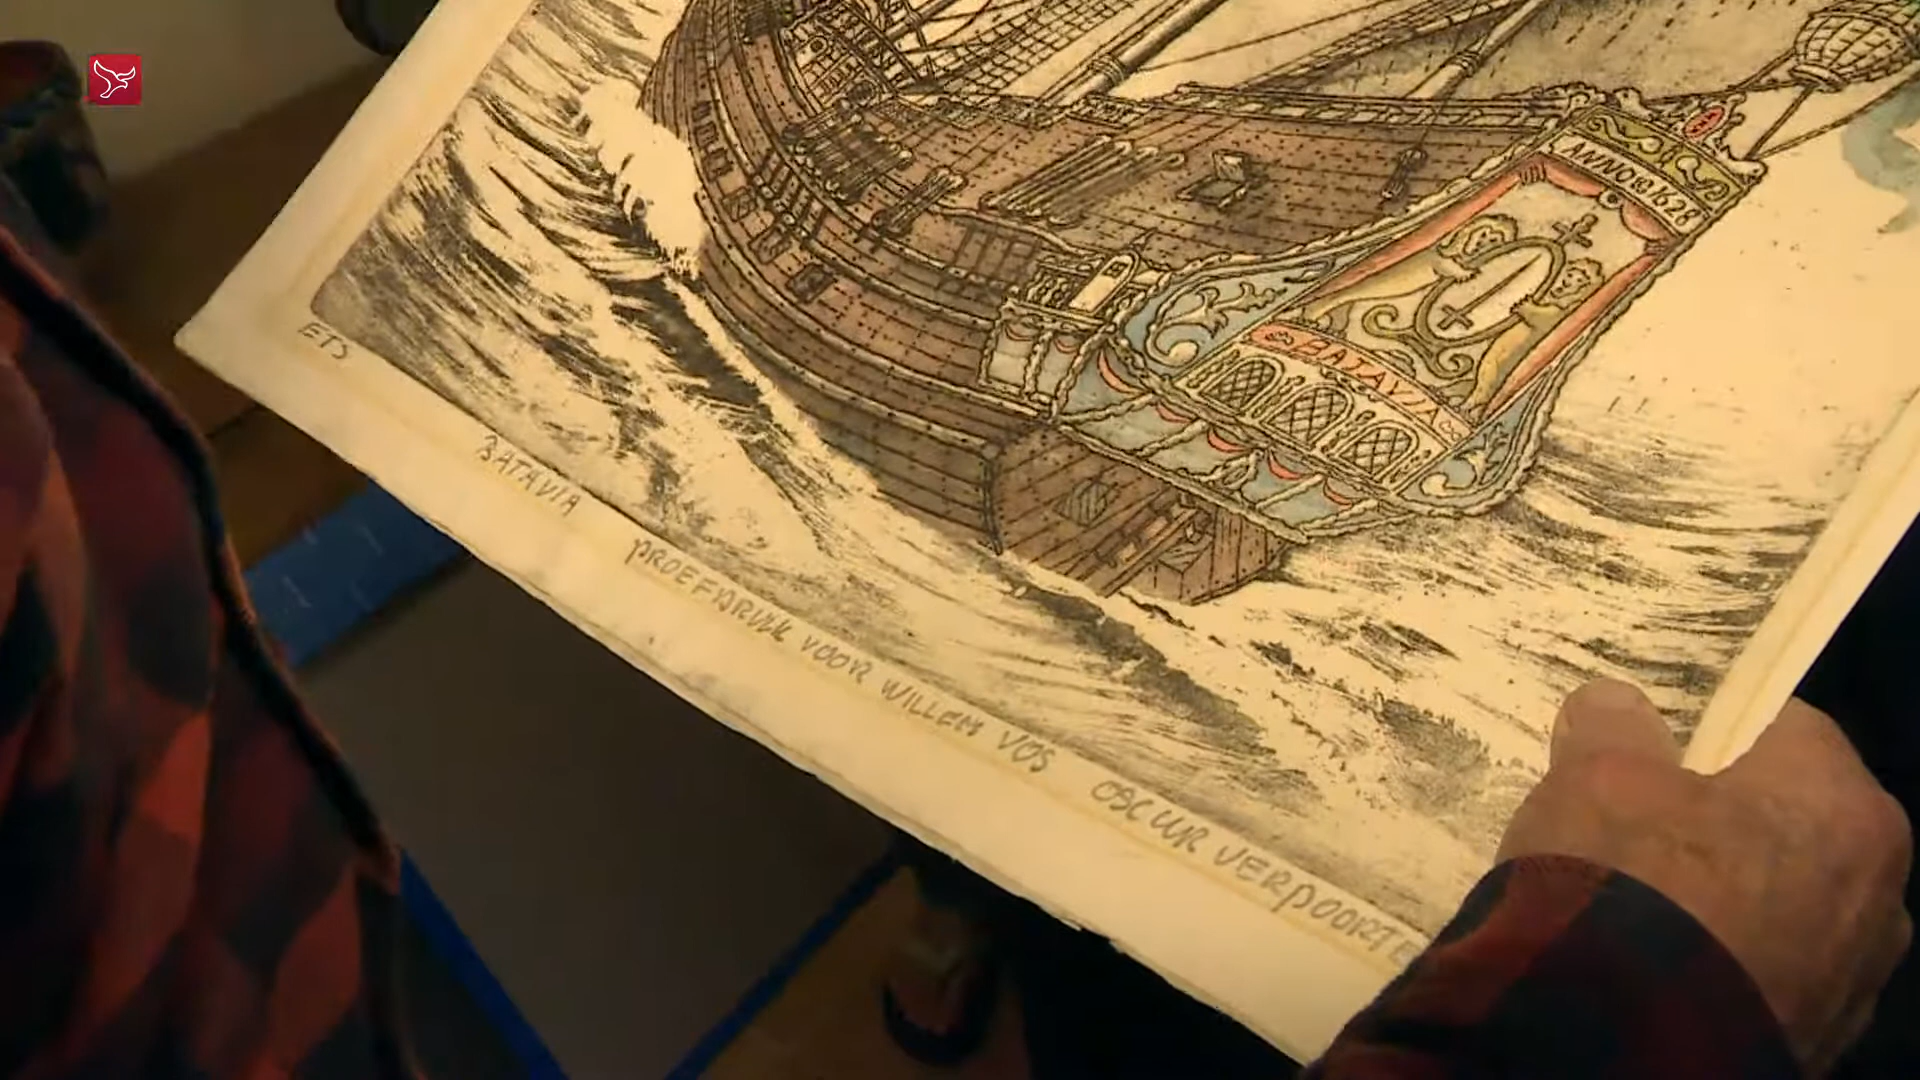 ANNO 1628
BATAVIA
ETS BATAVIA PROEFDRUK VOOR WILLEM VOS OSCUR VERPOORTE